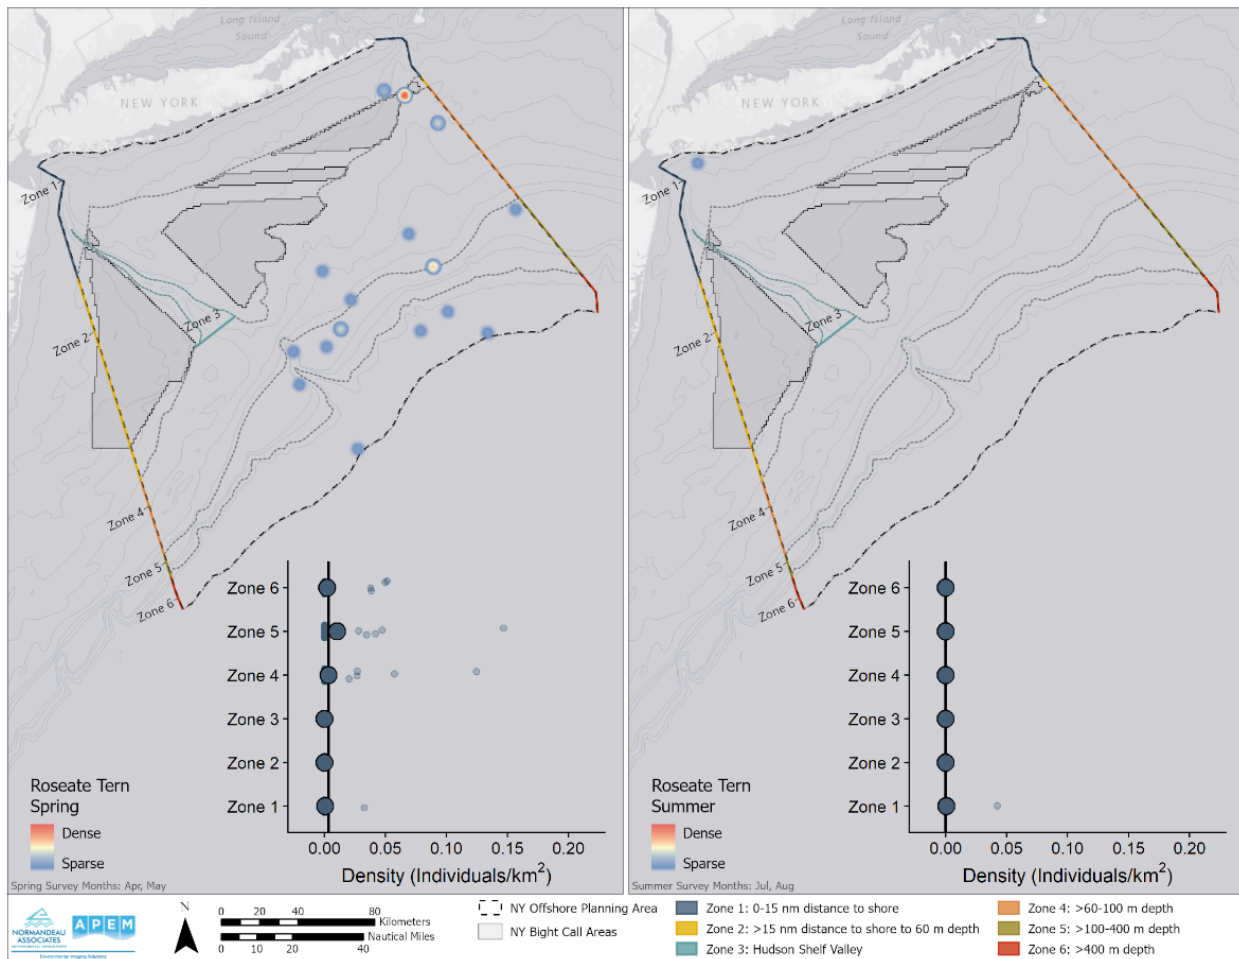 Long Island
Sound
NEW YORK
Zone 1
Zone 2
Zone 3
Zone 4
Zone 5
Zone 6
Zone 6
Zone 5
Zone 4
Zone 3
Zone 2
Zone 1
0.00 0.05 0.10 0.15 0.20
Density (Individuals/km²)
Roseate Tern
Spring
Dense
Sparse
Spring Survey Months: Apr, May
Long Island
Sound
NEW YORK
Zone 1
Zone 2
Zone 3
Zone 4
Zone 5
Zone 6
Zone 6
Zone 5
Zone 4
Zone 3
Zone 2
Zone 1
0.00 0.05 0.10 0.15 0.20
Density (Individuals/km²)
Roseate Tern
Summer
Dense
Sparse
Summer Survey Months: Jul, Aug
NORMANDEAU
ASSOCIATES
ENVIRONMENTAL CONSULTANTS
APEM
Environmental Imaging Solutions
N
0 20 40 80
Kilometers
Nautical Miles
0 10 20 40
NY Offshore Planning Area
NY Bight Call Areas
Zone 1: 0-15 nm distance to shore
Zone 2: >15 nm distance to shore to 60 m depth
Zone 3: Hudson Shelf Valley
Zone 4: >60-100 m depth
Zone 5: >100-400 m depth
Zone 6: >400 m depth